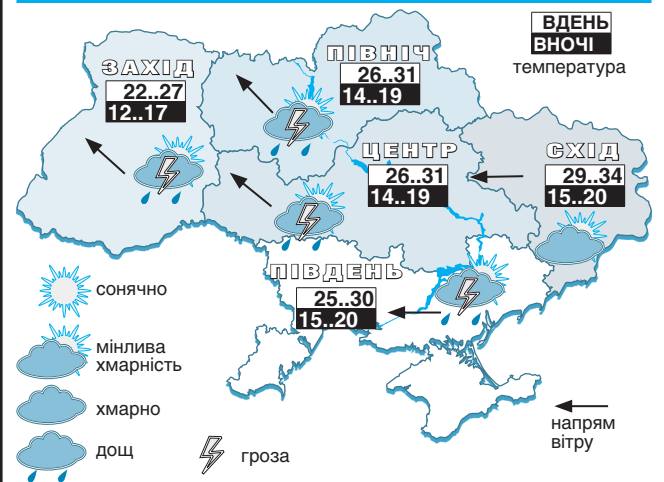 ВДЕНЬ
ВНОЧІ
температура
ЗАХІД
22..27
12..17
ПІВНІЧ
26..31
14..19
ЦЕНТР
26..31
14..19
СХІД
29..34
15..20
ПІВДЕНЬ
25..30
15..20
сонячно
мінлива
хмарність
хмарно
дощ
гроза
напрям
вітру